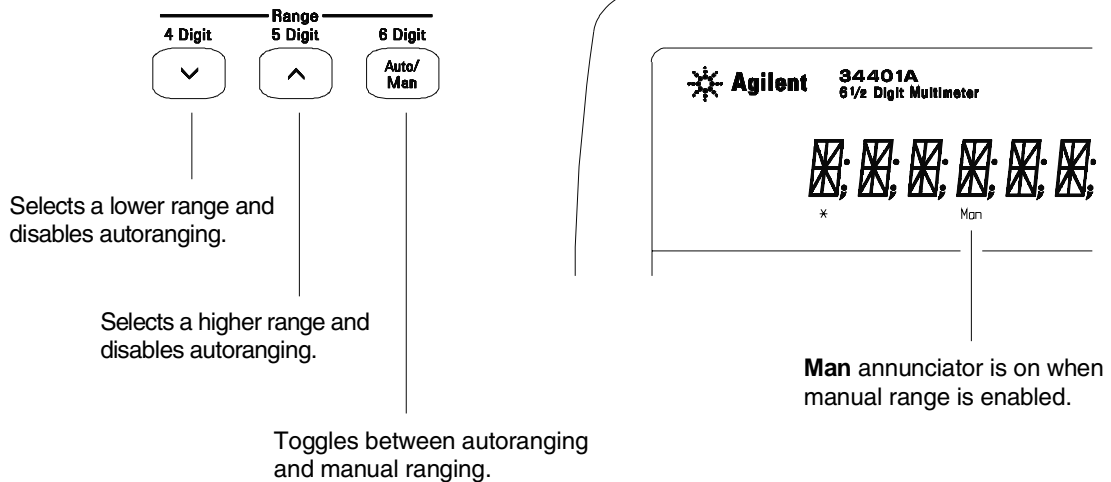 Range
4 Digit 5 Digit 6 Digit
Auto/
Man
Selects a lower range and
disables autoranging.
Selects a higher range and
disables autoranging.
Toggles between autoranging
and manual ranging.
Agilent 34401A
6½ Digit Multimeter
* Man
Man annunciator is on when
manual range is enabled.